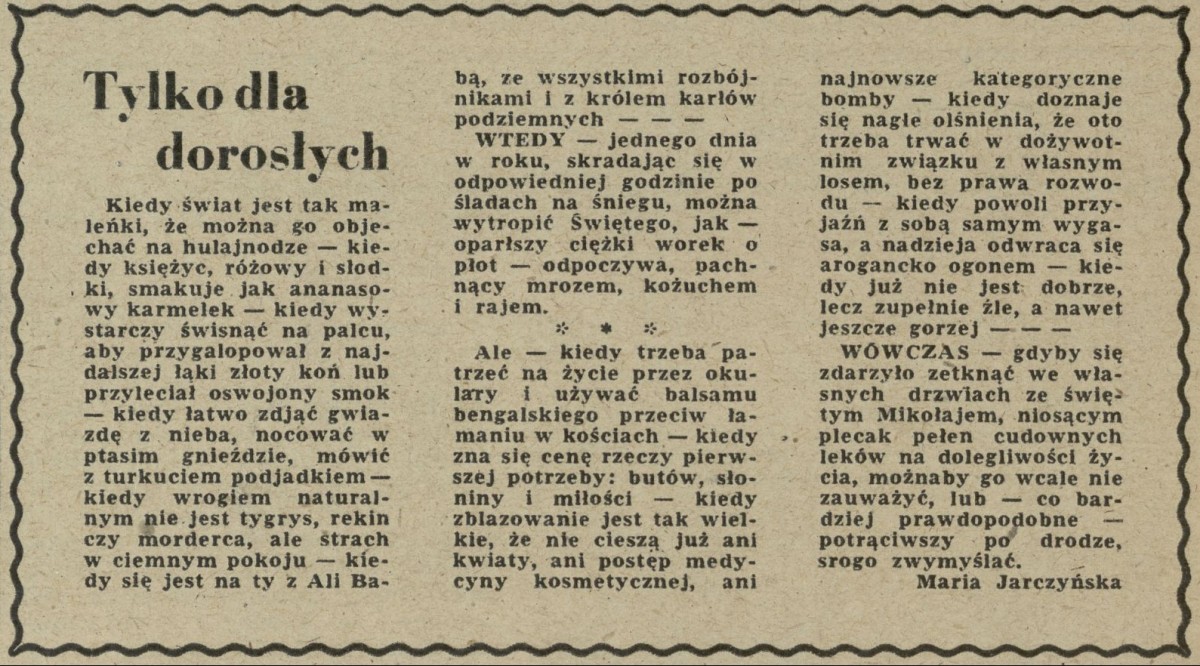 Tylko dla
dorosłych
Kiedy świat jest tak ma-
leńki, że można go obje-
chać na hulajnodze — kie-
dy księżyc, różowy i słod-
ki, smakuje jak ananaso-
wy karmelek — kiedy wy-
starczy świsnąć na palcu,
aby przygalopował z naj-
dalszej łąki złoty koń lub
przyleciał oswojony smok
— kiedy łatwo zdjąć gwia-
zdę z nieba, nocować w
ptasim gnieździe, mówić
z turkuciem podjadkiem —
kiedy wrogiem natural-
nym nie jest tygrys, rekin
czy morderca, ale strach
w ciemnym pokoju — kie-
dy się jest na ty z Ali Ba-
bą, ze wszystkimi rozbój-
nikami i z królem karłów
podziemnych — — —
WTEDY — jednego dnia
w roku, skradając się w
odpowiedniej godzinie po
śladach na śniegu, można
wytropić Świętego, jak —
oparłszy ciężki worek o
płot — odpoczywa, pach-
nący mrozem, kożuchem
i rajem.
* * *
Ale — kiedy trzeba pa-
trzeć na życie przez oku-
lary i używać balsamu
bengalskiego przeciw ła-
maniu w kościach — kiedy
zna się cenę rzeczy pierw-
szej potrzeby: butów, sło-
niny i miłości — kiedy
zblazowanie jest tak wiel-
kie, że nie cieszą już ani
kwiaty, ani postęp medy-
cyny kosmetycznej, ani
najnowsze kategoryczne
bomby — kiedy doznaje
się nagle olśnienia, że oto
trzeba trwać w dożywot-
nim związku z własnym
losem, bez prawa rozwo-
du — kiedy powoli przy-
jaźń z sobą samym wyga-
sa, a nadzieja odwraca się
arogancko ogonem — kie-
dy już nie jest dobrze,
lecz zupełnie źle, a nawet
jeszcze gorzej — — —
WÓWCZAS — gdyby się
zdarzyło zetknąć we wła-
snych drzwiach ze świę-
tym Mikołajem, niosącym
plecak pełen cudownych
leków na dolegliwości ży-
cia, możnaby go wcale nie
zauważyć, lub — co bar-
dziej prawdopodobne —
potrąciwszy po drodze,
srogo zwymyślać.
Maria Jarczyńska